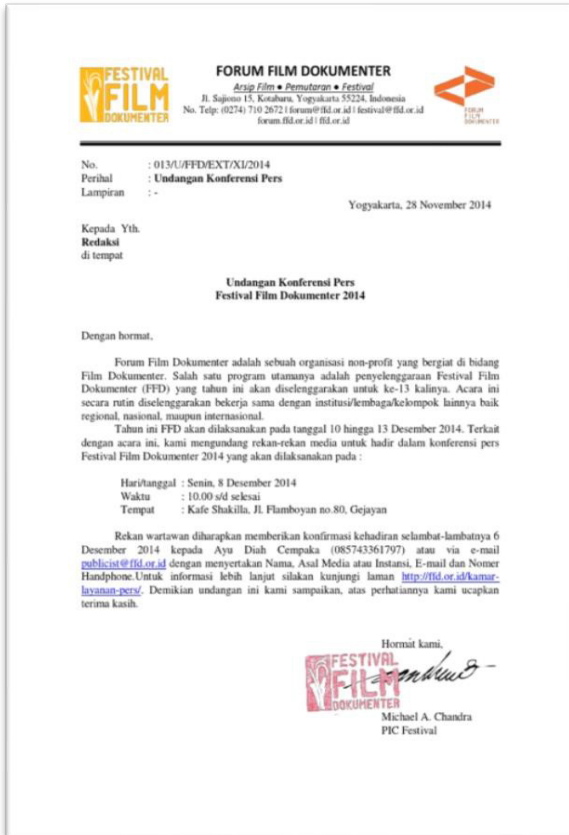 FESTIVAL
FILM
DOKUMENTER
FORUM FILM DOKUMENTER
Arsip Film • Pemutaran • Festival
Jl. Sajiono 15, Kotabaru, Yogyakarta 55224, Indonesia
No. Telp: (0274) 710 2672 I forum@ffd.or.id I festival@ffd.or.id
forum.ffd.or.id I ffd.or.id
FORUM
FILM
DOKUMENTER
No. : 013/U/FFD/EXT/XI/2014
Perihal : Undangan Konferensi Pers
Lampiran : -
Yogyakarta, 28 November 2014
Kepada Yth.
Redaksi
di tempat
Undangan Konferensi Pers
Festival Film Dokumenter 2014
Dengan hormat,
Forum Film Dokumenter adalah sebuah organisasi non-profit yang bergiat di bidang
Film Dokumenter. Salah satu program utamanya adalah penyelenggaraan Festival Film
Dokumenter (FFD) yang tahun ini akan diselenggarakan untuk ke-13 kalinya. Acara ini
secara rutin diselenggarakan bekerja sama dengan institusi/lembaga/kelompok lainnya baik
regional, nasional, maupun internasional.
Tahun ini FFD akan dilaksanakan pada tanggal 10 hingga 13 Desember 2014. Terkait
dengan acara ini, kami mengundang rekan-rekan media untuk hadir dalam konferensi pers
Festival Film Dokumenter 2014 yang akan dilaksanakan pada :
Hari/tanggal : Senin, 8 Desember 2014
Waktu : 10.00 s/d selesai
Tempat : Kafe Shakilla, Jl. Flamboyan no.80, Gejayan
Rekan wartawan diharapkan memberikan konfirmasi kehadiran selambat-lambatnya 6
Desember 2014 kepada Ayu Diah Cempaka (085743361797) atau via e-mail
publicist@ffd.or.id dengan menyertakan Nama, Asal Media atau Instansi, E-mail dan Nomer
Handphone.Untuk informasi lebih lanjut silakan kunjungi laman http://ffd.or.id/kamar-
layanan-pers/. Demikian undangan ini kami sampaikan, atas perhatiannya kami ucapkan
terima kasih.
Hormat kami,
FESTIVAL
FILM
DOKUMENTER
Michael A. Chandra
PIC Festival